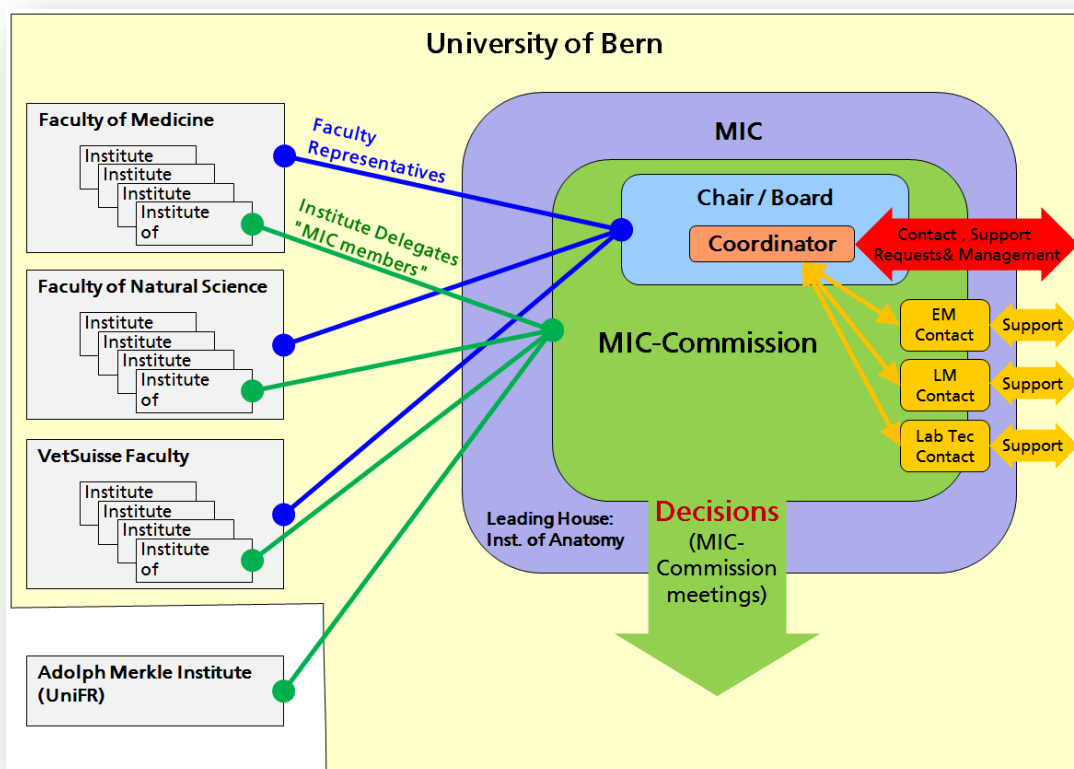 University of Bern
Faculty of Medicine
Institute
Institute
Institute
Institute
of
Faculty
Representatives
Institute Delegates
"MIC members"
Faculty of Natural Science
Institute
Institute
Institute
Institute
of
VetSuisse Faculty
Institute
Institute
Institute
Institute
of
Adolph Merkle Institute
(UniFR)
MIC
Chair / Board
Coordinator
Contact , Support
Requests& Management
MIC-Commission
EM
Contact
Support
LM
Contact
Support
Lab Tec
Contact
Support
Leading House:
Inst. of Anatomy
Decisions
(MIC-
Commission
meetings)